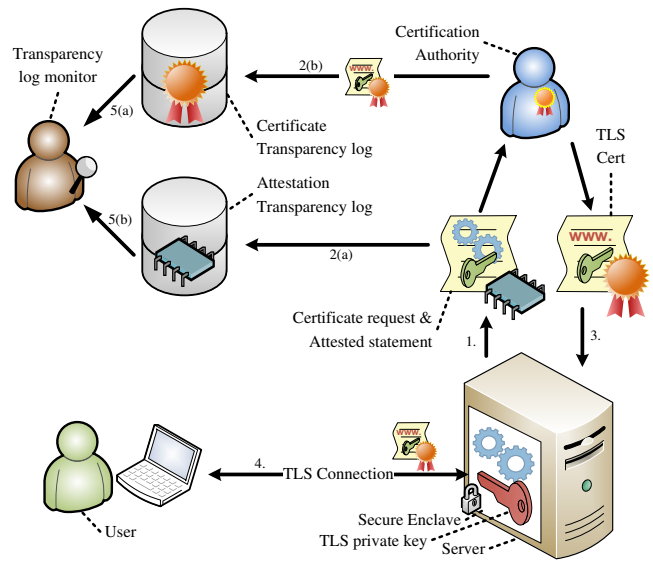 Transparency
log monitor
Certification
Authority
2(b)
www.
5(a)
Certificate
Transparency log
TLS
Cert
Attestation
Transparency log
5(b)
www.
2(a)
Certificate request &
Attested statement
1.
3.
www.
4.
TLS Connection
Secure Enclave
TLS private key
Server
User